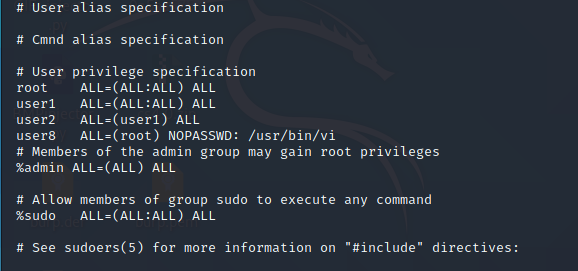 # User alias specification
# Cmnd alias specification
# User privilege specification
root    ALL=(ALL:ALL) ALL
user1   ALL=(ALL:ALL) ALL
user2   ALL=(user1) ALL
user8   ALL=(root) NOPASSWD: /usr/bin/vi
# Members of the admin group may gain root privileges
%admin ALL=(ALL) ALL
# Allow members of group sudo to execute any command
%sudo   ALL=(ALL:ALL) ALL
# See sudoers(5) for more information on "#include" directives: